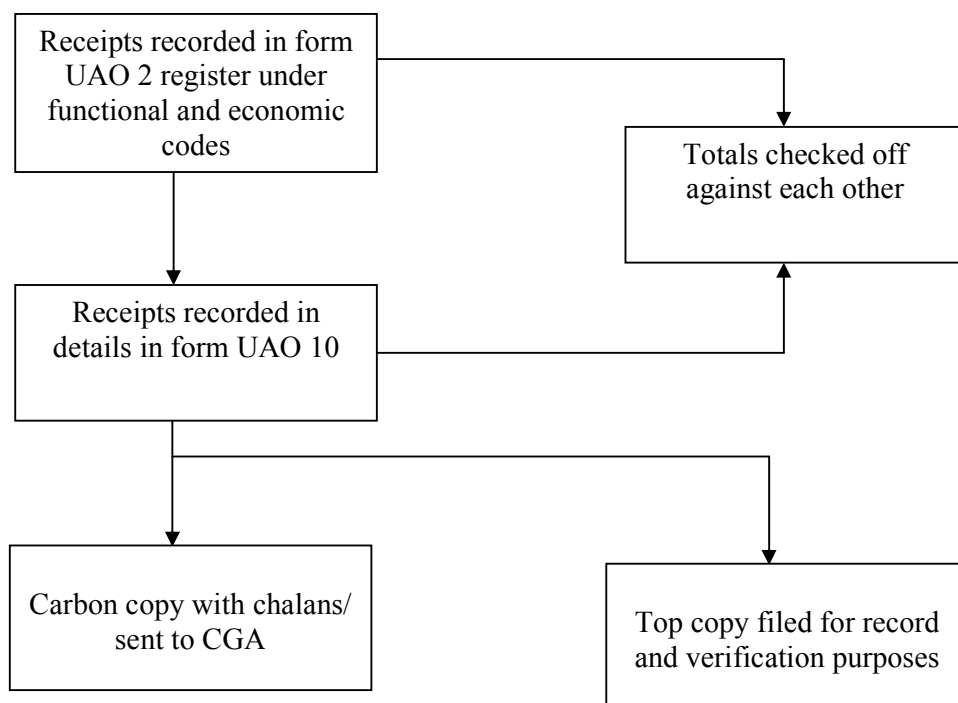 Receipts recorded in form
UAO 2 register under
functional and economic
codes
Totals checked off
against each other
Receipts recorded in
details in form UAO 10
Carbon copy with chalans/
sent to CGA
Top copy filed for record
and verification purposes